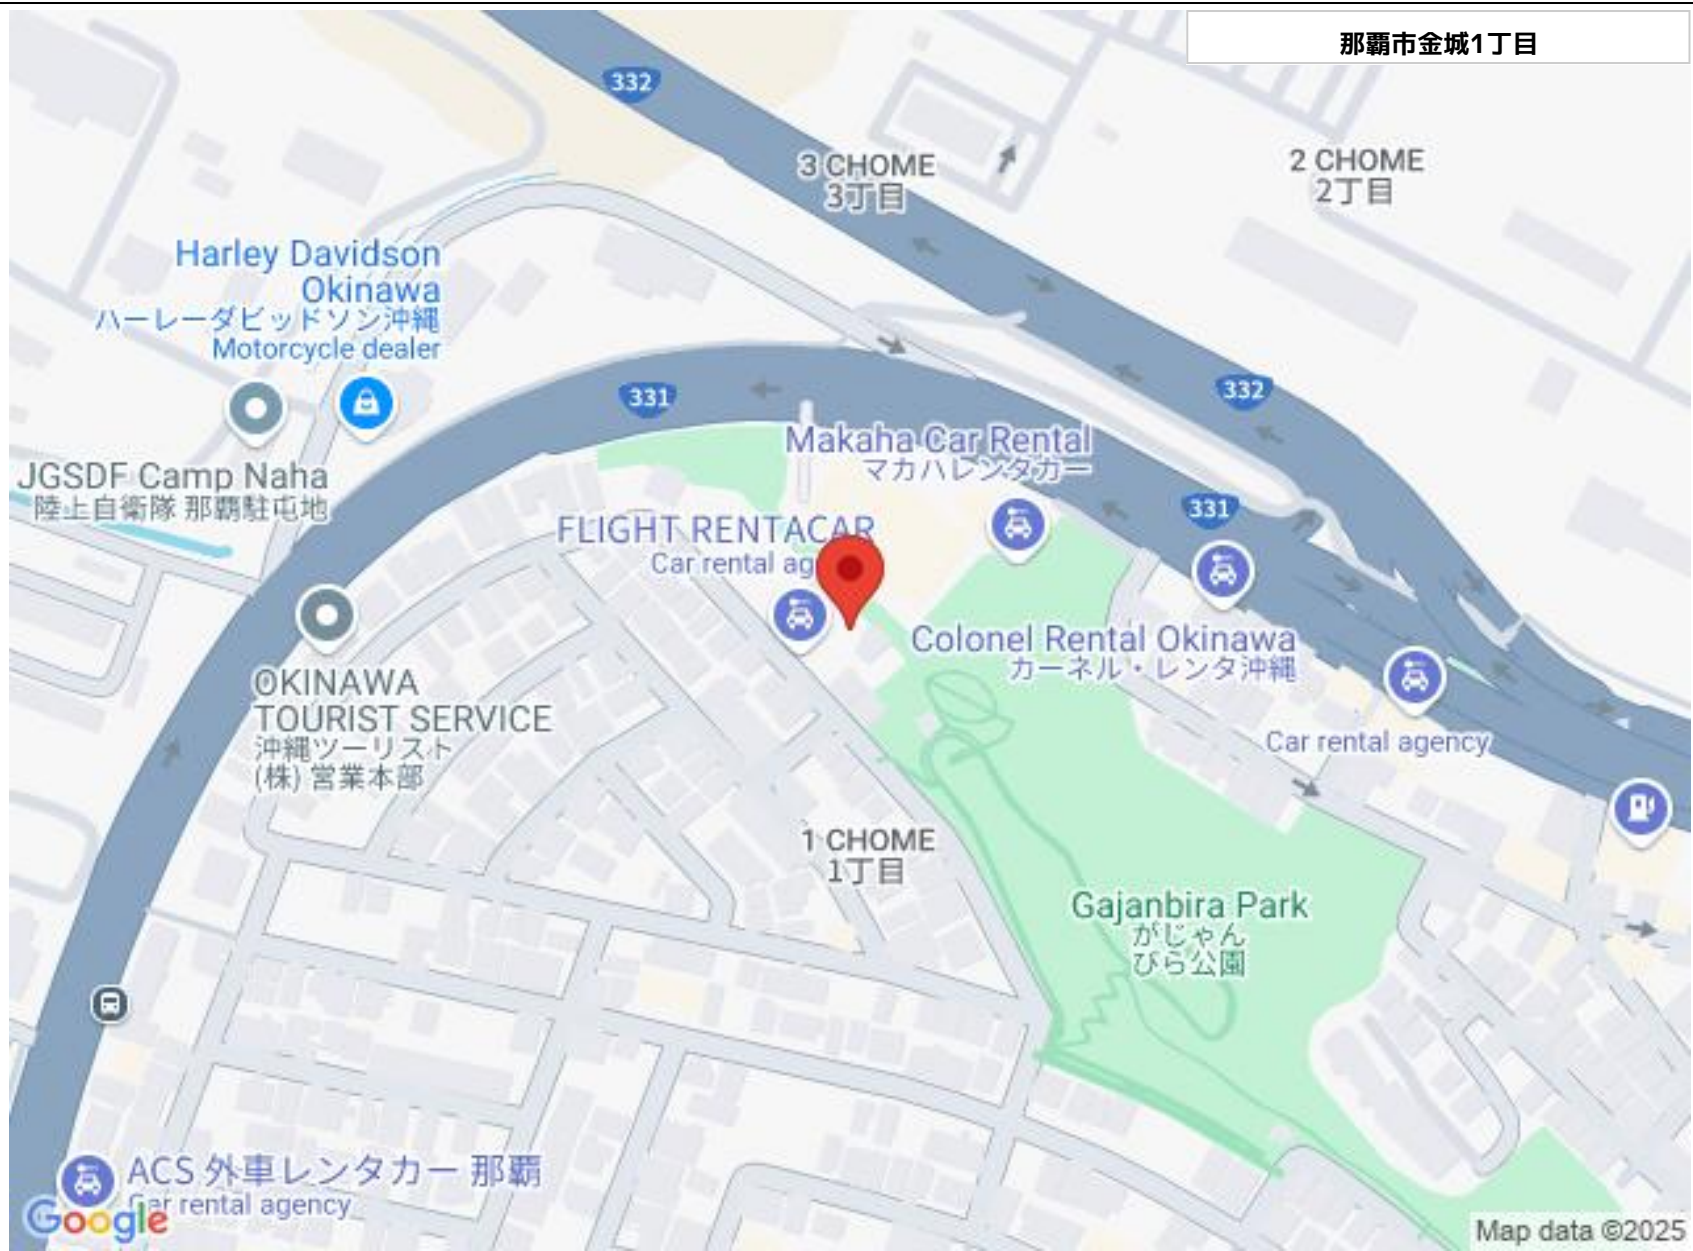 那覇市金城1丁目
332
3 CHOME
3丁目
2 CHOME
2丁目
Harley Davidson
Okinawa
ハーレーダビッドソン沖縄
Motorcycle dealer
331
332
Makaha Car Rental
マカハレンタカー
JGSDF Camp Naha
陸上自衛隊 那覇駐屯地
331
FLIGHT RENTACAR
Car rental ag
Colonel Rental Okinawa
カーネル・レンタ沖縄
OKINAWA
TOURIST SERVICE
沖縄ツーリスト
(株) 営業本部
Car rental agency
1 CHOME
1丁目
Gajanbira Park
がじゃん
びら公園
ACS 外車レンタカー 那覇
Car rental agency
Google
Map data ©2025